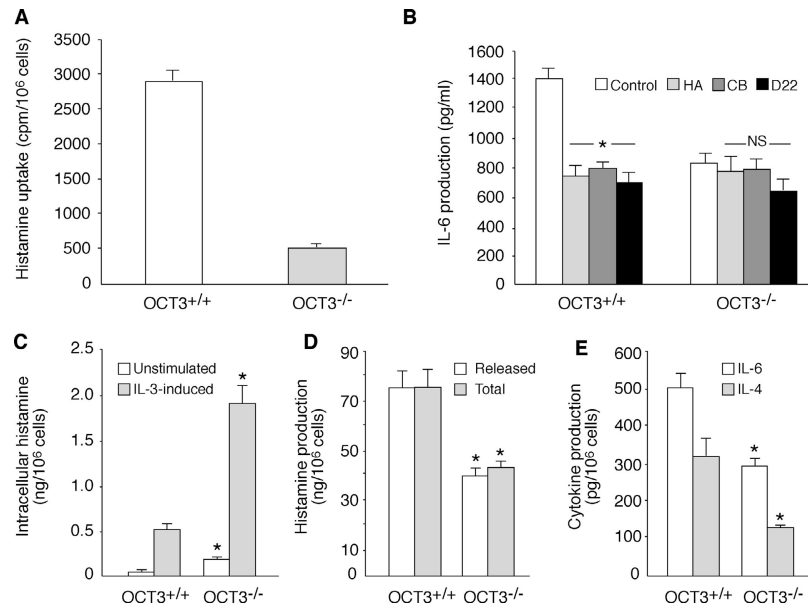 A
Histamine uptake (cpm/10⁶ cells)
3500
3000
2500
2000
1500
1000
500
0
OCT3+/+
OCT3-/-
B
IL-6 production (pg/ml)
1600
1400
1200
1000
800
600
400
200
0
Control
HA
CB
D22
*
NS
OCT3+/+
OCT3-/-
C
Intracellular histamine
(ng/10⁶ cells)
2.5
2.0
1.5
1.0
0.5
0
Unstimulated
IL-3-induced
*
*
OCT3+/+
OCT3-/-
D
Histamine production
(ng/10⁶ cells)
90
70
50
30
10
0
Released
Total
*
*
OCT3+/+
OCT3-/-
E
Cytokine production
(pg/10⁶ cells)
600
500
400
300
200
100
0
IL-6
IL-4
*
*
OCT3+/+
OCT3-/-